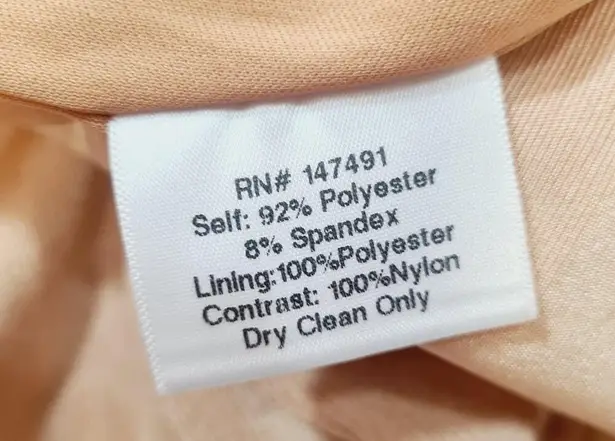 RN# 147491
Self: 92% Polyester
8% Spandex
Lining:100%Polyester
Contrast: 100%Nylon
Dry Clean Only